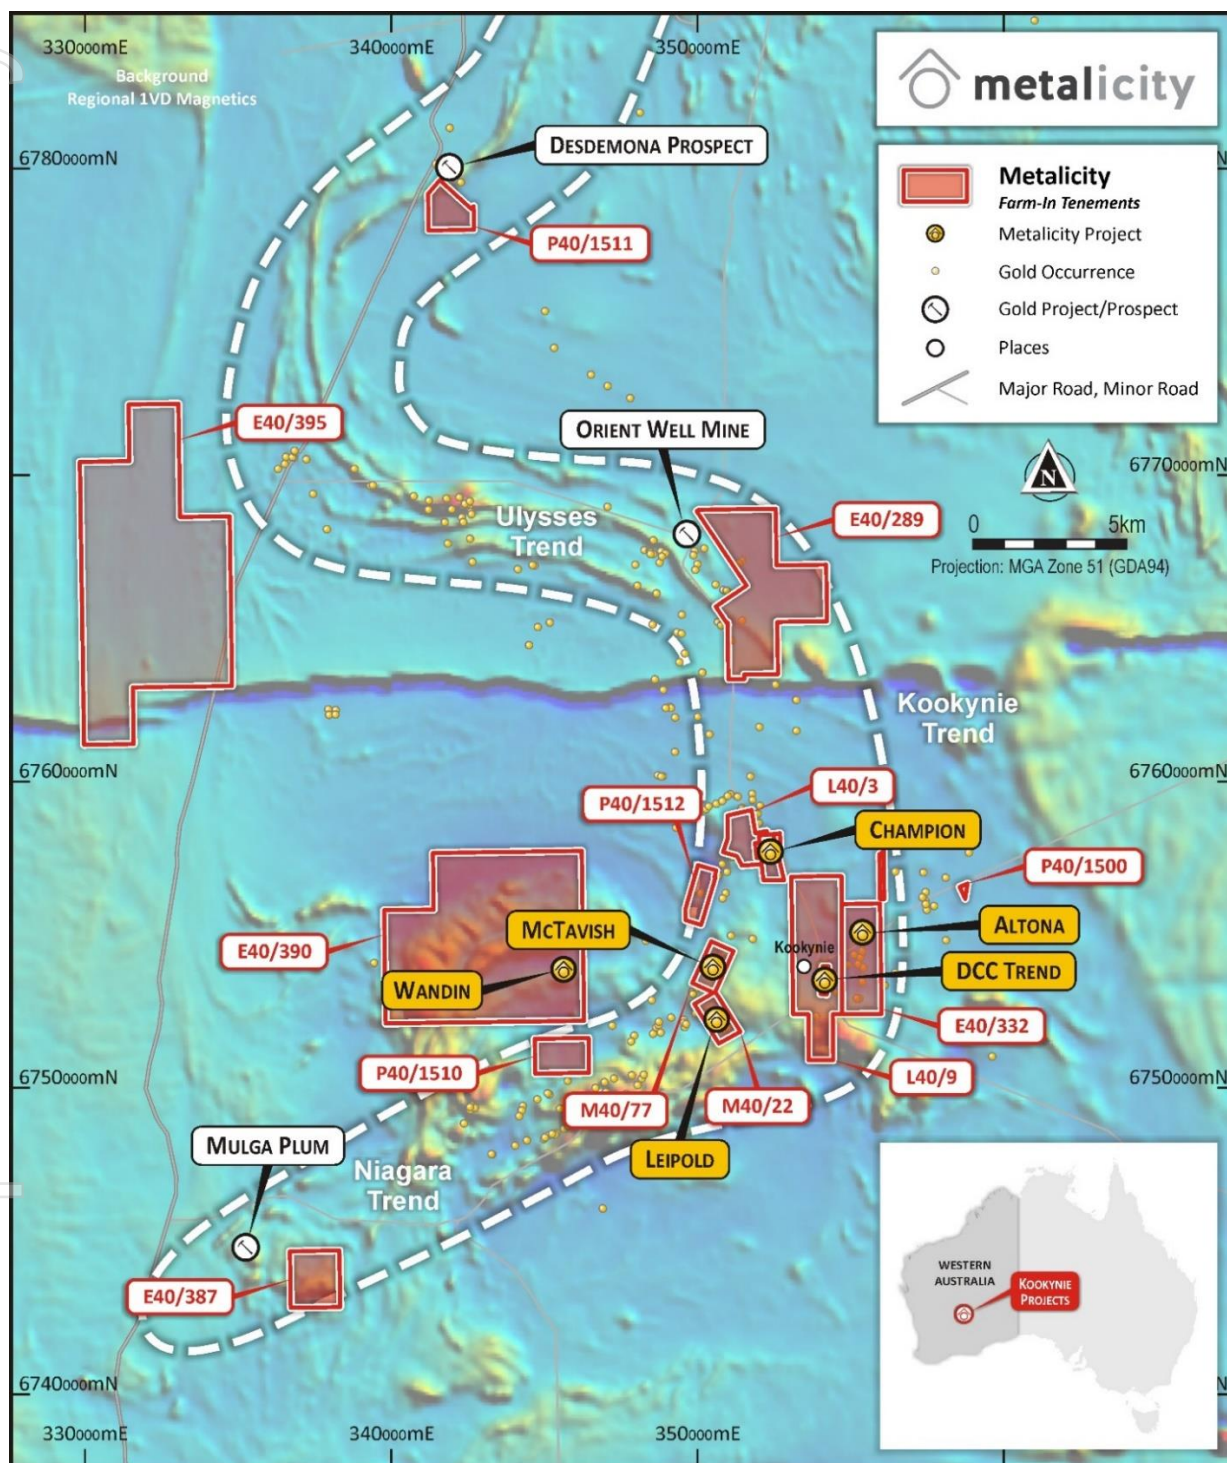 330000mE
340000mE
350000mE
Background
Regional 1VD Magnetics
metalicity
Metalicity
Farm-In Tenements
Metalicity Project
Gold Occurrence
Gold Project/Prospect
Places
Major Road, Minor Road
6780000mN
DESDEMONA PROSPECT
P40/1511
E40/395
ORIENT WELL MINE
N
6770000mN
0
5km
Projection: MGA Zone 51 (GDA94)
E40/289
Ulysses
Trend
Kookynie
Trend
6760000mN
6760000mN
L40/3
P40/1512
CHAMPION
P40/1500
MCTAVISH
ALTONA
E40/390
Kookynie
WANDIN
DCC TREND
E40/332
P40/1510
L40/9
6750000mN
6750000mN
M40/77
M40/22
MULGA PLUM
LEIPOLD
Niagara
Trend
E40/387
WESTERN
AUSTRALIA
KOOKYNIE
PROJECTS
6740000mN
330000mE
340000mE
350000mE